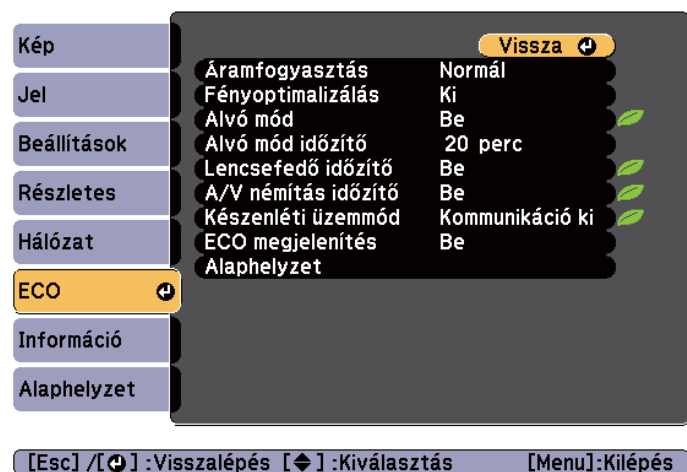 Kép
Jel
Beállítások
Részletes
Hálózat
ECO
Információ
Alaphelyzet
Vissza
Áramfogyasztás Normál
Fényoptimalizálás Ki
Alvó mód Be
Alvó mód időzítő 20 perc
Lencsefedő időzítő Be
A/V némítás időzítő Be
Készenléti üzemmód Kommunikáció ki
ECO megjelenítés Be
Alaphelyzet
[Esc] /[ ] :Visszalépés [ ] :Kiválasztás [Menu]:Kilépés